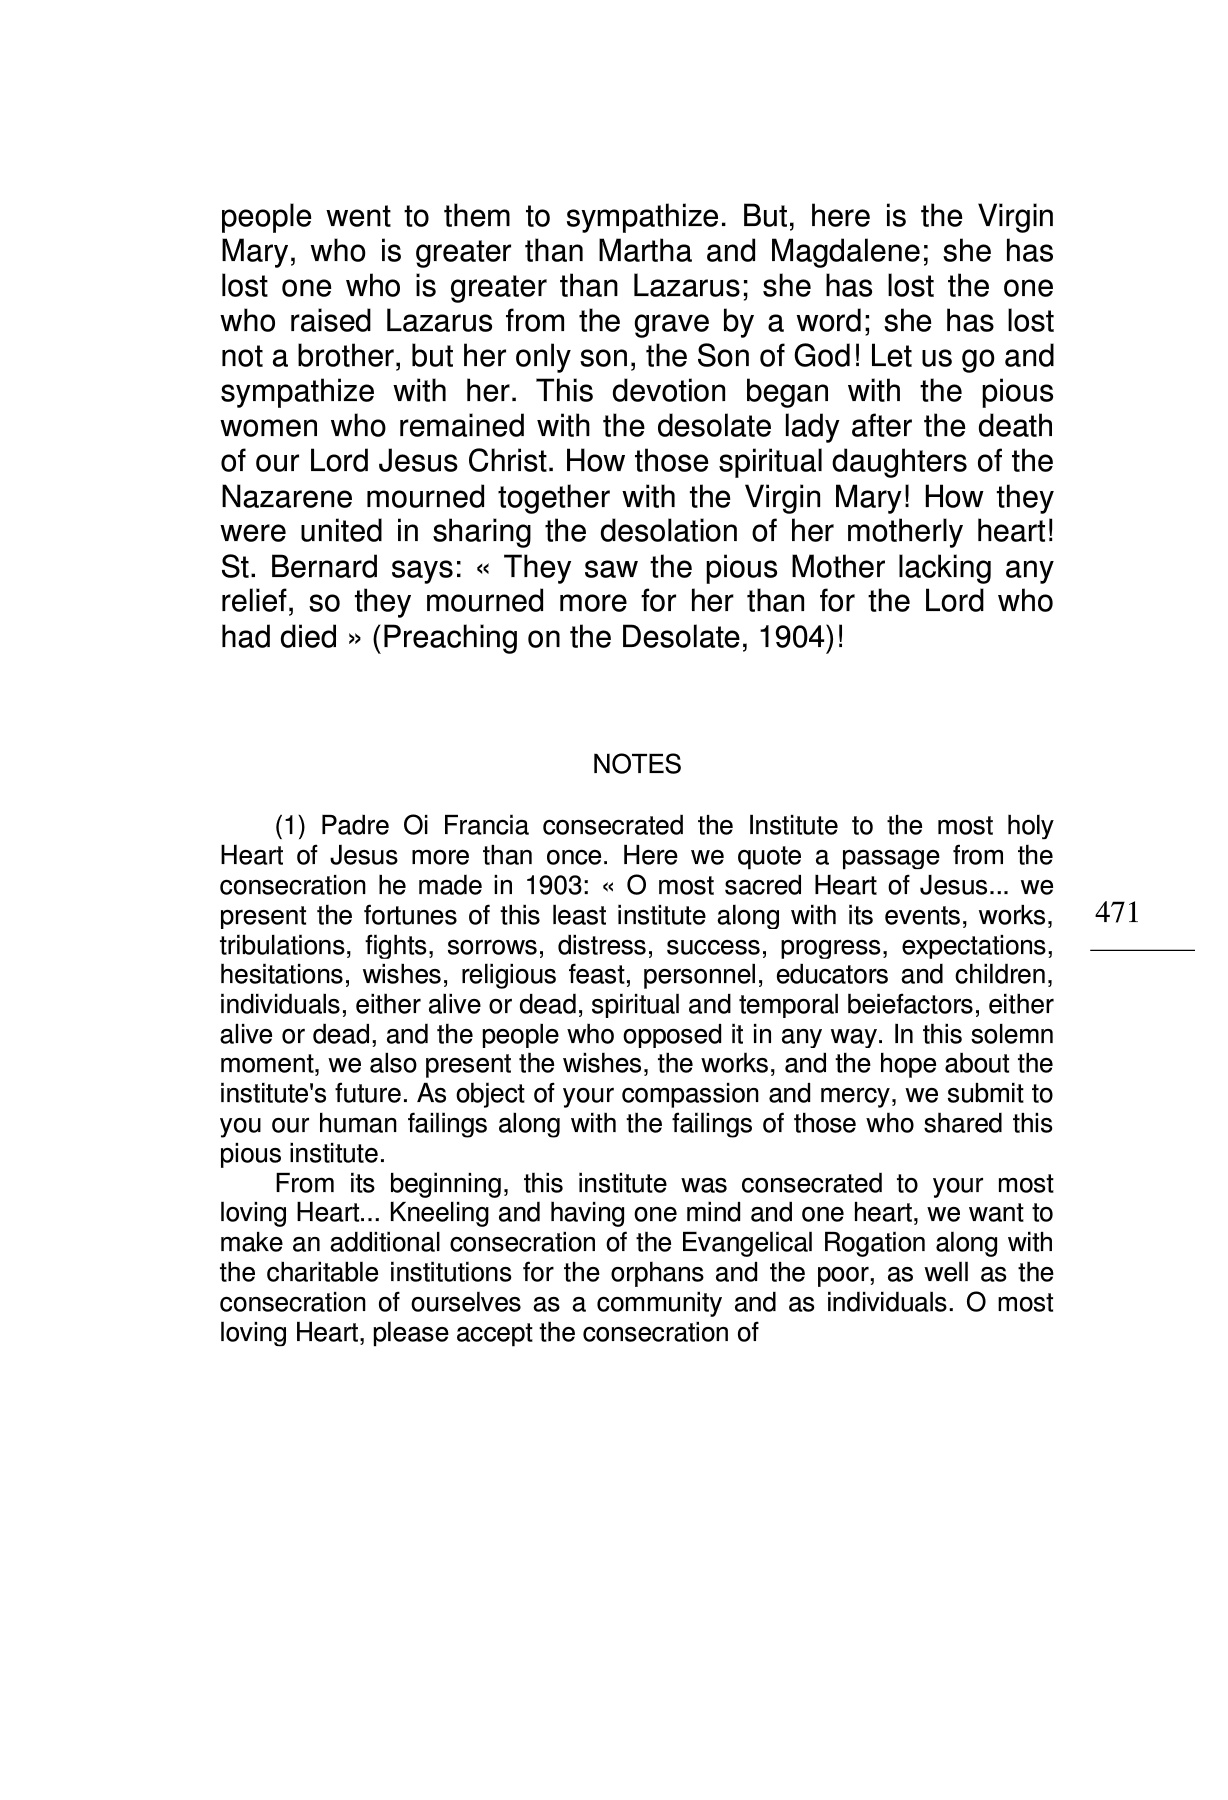 people went to them to sympathize. But, here is the Virgin
Mary, who is greater than Martha and Magdalene; she has
lost one who is greater than Lazarus; she has lost the one
who raised Lazarus from the grave by a word; she has lost
not a brother, but her only son, the Son of God! Let us go and
sympathize with her. This devotion began with the pious
women who remained with the desolate lady after the death
of our Lord Jesus Christ. How those spiritual daughters of the
Nazarene mourned together with the Virgin Mary! How they
were united in sharing the desolation of her motherly heart!
St. Bernard says: « They saw the pious Mother lacking any
relief, so they mourned more for her than for the Lord who
had died » (Preaching on the Desolate, 1904)!
NOTES
(1) Padre Oi Francia consecrated the Institute to the most holy
Heart of Jesus more than once. Here we quote a passage from the
consecration he made in 1903: « O most sacred Heart of Jesus... we
present the fortunes of this least institute along with its events, works,
tribulations, fights, sorrows, distress, success, progress, expectations,
hesitations, wishes, religious feast, personnel, educators and children,
individuals, either alive or dead, spiritual and temporal beiefactors, either
alive or dead, and the people who opposed it in any way. In this solemn
moment, we also present the wishes, the works, and the hope about the
institute's future. As object of your compassion and mercy, we submit to
you our human failings along with the failings of those who shared this
pious institute.
From its beginning, this institute was consecrated to your most
loving Heart... Kneeling and having one mind and one heart, we want to
make an additional consecration of the Evangelical Rogation along with
the charitable institutions for the orphans and the poor, as well as the
consecration of ourselves as a community and as individuals. O most
loving Heart, please accept the consecration of
471